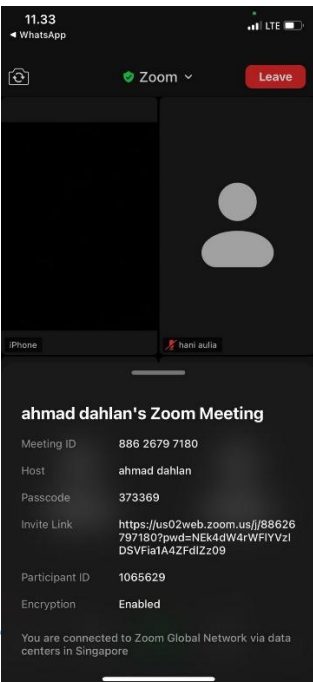 11.33
◀ WhatsApp
LTE
Zoom
Leave
iPhone
hani aulia
ahmad dahlan's Zoom Meeting
Meeting ID 886 2679 7180
Host ahmad dahlan
Passcode 373369
Invite Link https://us02web.zoom.us/j/88626
797180?pwd=NEk4dW4rWFlYVzl
DSVFia1A4ZFdlZz09
Participant ID 1065629
Encryption Enabled
You are connected to Zoom Global Network via data
centers in Singapore